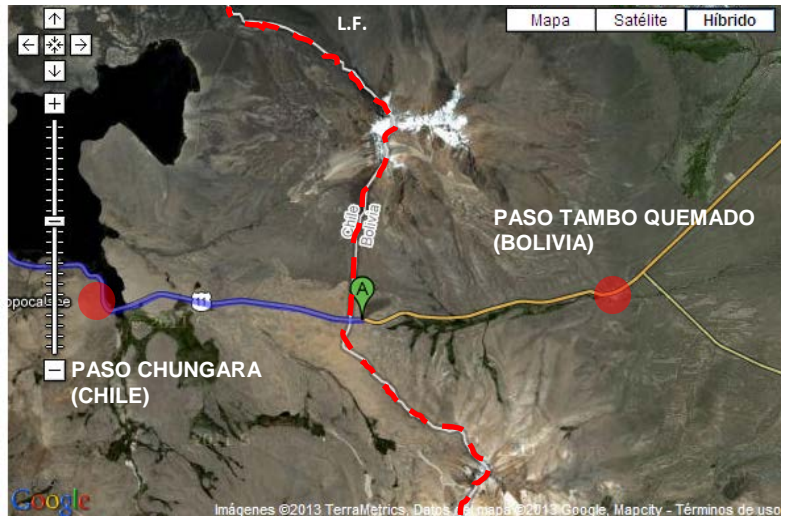 L.F.
Mapa
Satélite
Híbrido
Chile
Bolivia
PASO TAMBO QUEMADO
(BOLIVIA)
A
11
PASO CHUNGARA
(CHILE)
Google
Imágenes ©2013 TerraMetrics, Datos de mapa ©2013 Google, Mapcity - Términos de uso